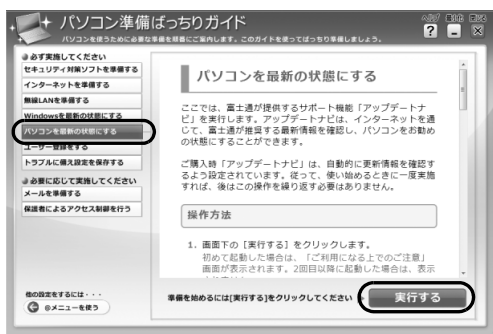 パソコン準備ばっちりガイド
パソコンを使うために必要な準備を順番にご案内します。このガイドを使ってばっちり準備しましょう。
ヘルプ 最小化 閉じる
必ず実施してください
セキュリティ対策ソフトを準備する
インターネットを準備する
無線LANを準備する
Windowsを最新の状態にする
パソコンを最新の状態にする
ユーザー登録をする
トラブルに備え設定を保存する
必要に応じて実施してください
メールを準備する
保護者によるアクセス制御を行う
他の設定をするには・・・
@メニューを使う
パソコンを最新の状態にする
ここでは、富士通が提供するサポート機能「アップデートナ
ビ」を実行します。アップデートナビは、インターネットを通
じて、富士通が推奨する最新情報を確認し、パソコンをお勧め
の状態にすることができます。
ご購入時「アップデートナビ」は、自動的に更新情報を確認す
るよう設定されています。従って、使い始めるときに一度実施
すれば、後はこの操作を繰り返す必要はありません。
操作方法
1. 画面下の［実行する］をクリックします。
初めて起動した場合は、「ご利用になる上でのご注意」
画面が表示されます。2回目以降に起動した場合は、表示
準備を始めるには[実行する]をクリックしてください
実行する